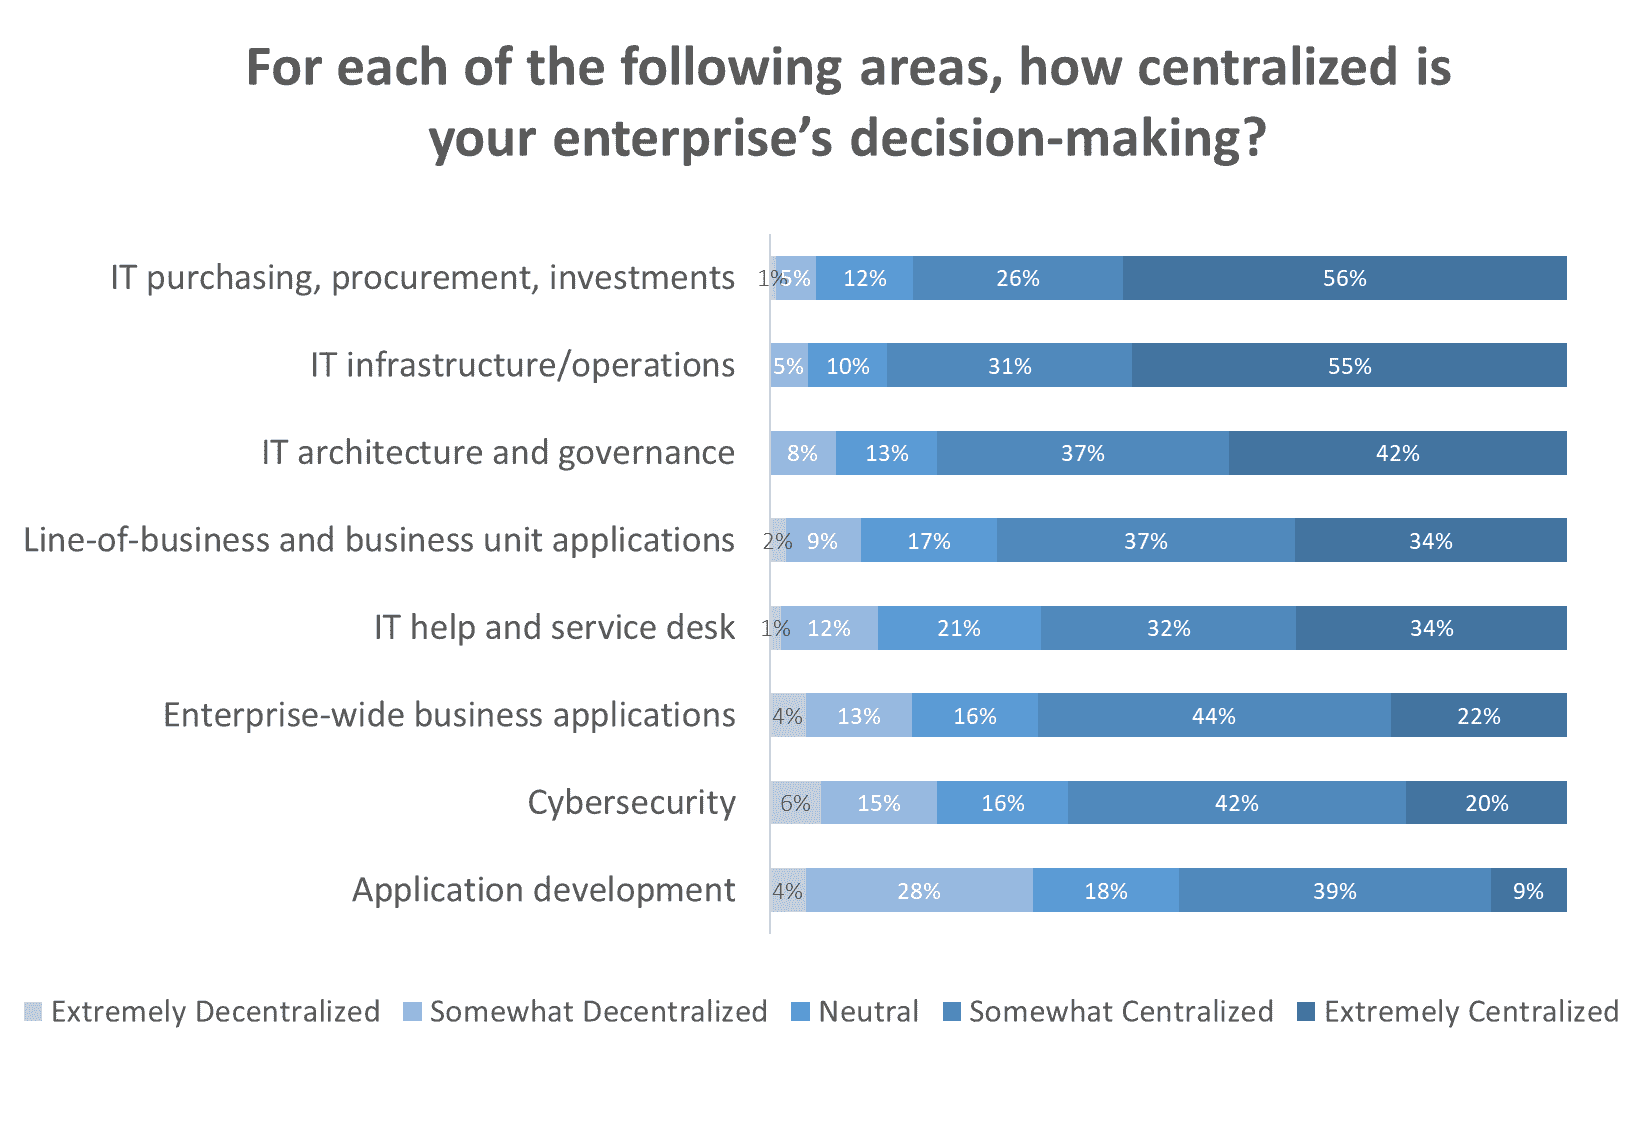 For each of the following areas, how centralized is
your enterprise’s decision-making?
IT purchasing, procurement, investments 1% 5% 12% 26% 56%
IT infrastructure/operations 5% 10% 31% 55%
IT architecture and governance 8% 13% 37% 42%
Line-of-business and business unit applications 2% 9% 17% 37% 34%
IT help and service desk 1% 12% 21% 32% 34%
Enterprise-wide business applications 4% 13% 16% 44% 22%
Cybersecurity 6% 15% 16% 42% 20%
Application development 4% 28% 18% 39% 9%
Extremely Decentralized Somewhat Decentralized Neutral Somewhat Centralized Extremely Centralized